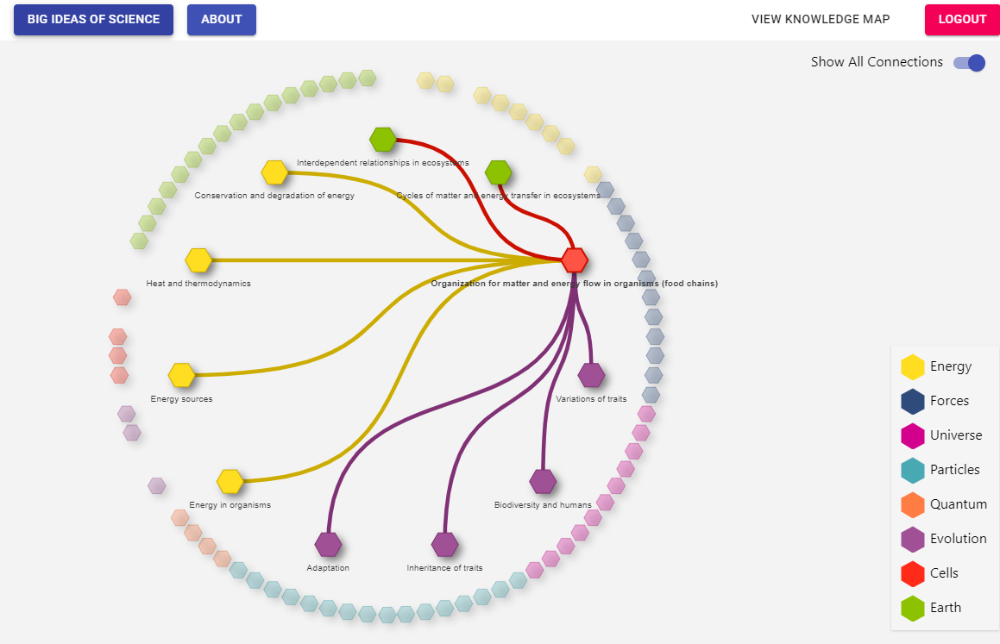 BIG IDEAS OF SCIENCE
ABOUT
VIEW KNOWLEDGE MAP
LOGOUT
Show All Connections
Interdependent relationships in ecosystems
Conservation and degradation of energy
Cycles of matter and energy transfer in ecosystems
Heat and thermodynamics
Organization for matter and energy flow in organisms (food chains)
Energy sources
Variations of traits
Energy in organisms
Biodiversity and humans
Adaptation
Inheritance of traits
Energy
Forces
Universe
Particles
Quantum
Evolution
Cells
Earth